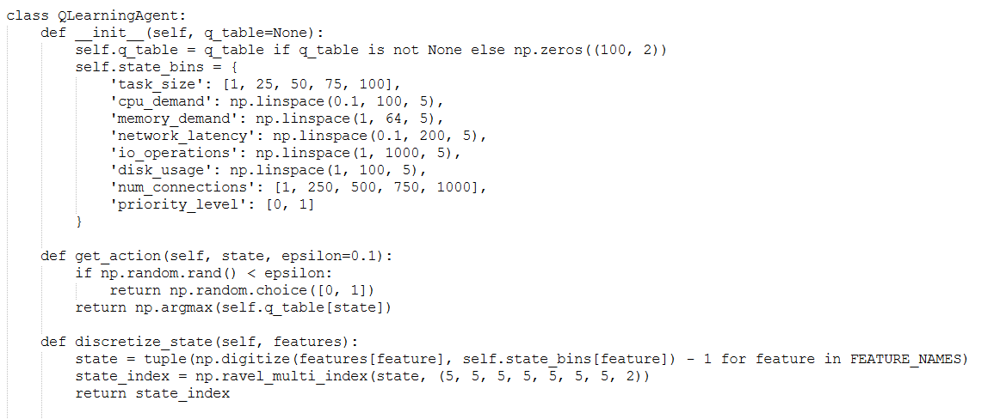 class QLearningAgent:
    def __init__(self, q_table=None):
        self.q_table = q_table if q_table is not None else np.zeros((100, 2))
        self.state_bins = {
            'task_size': [1, 25, 50, 75, 100],
            'cpu_demand': np.linspace(0.1, 100, 5),
            'memory_demand': np.linspace(1, 64, 5),
            'network_latency': np.linspace(0.1, 200, 5),
            'io_operations': np.linspace(1, 1000, 5),
            'disk_usage': np.linspace(1, 100, 5),
            'num_connections': [1, 250, 500, 750, 1000],
            'priority_level': [0, 1]
        }

    def get_action(self, state, epsilon=0.1):
        if np.random.rand() < epsilon:
            return np.random.choice([0, 1])
        return np.argmax(self.q_table[state])

    def discretize_state(self, features):
        state = tuple(np.digitize(features[feature], self.state_bins[feature]) - 1 for feature in FEATURE_NAMES)
        state_index = np.ravel_multi_index(state, (5, 5, 5, 5, 5, 5, 5, 2))
        return state_index